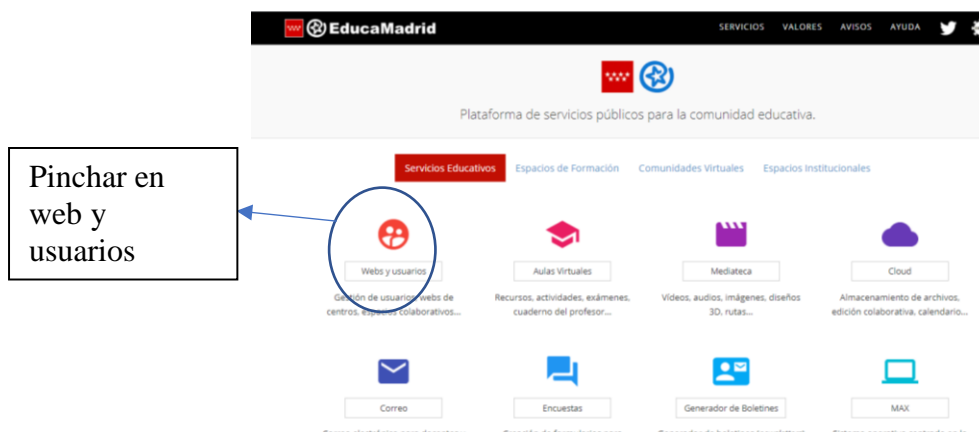 EducaMadrid
SERVICIOS VALORES AVISOS AYUDA
Plataforma de servicios públicos para la comunidad educativa.
Servicios Educativos Espacios de Formación Comunidades Virtuales Espacios Institucionales
Pinchar en
web y
usuarios
Webs y usuarios Aulas Virtuales Mediateca Cloud
Gestión de usuarios, webs de Recursos, actividades, exámenes, Vídeos, audios, imágenes, diseños Almacenamiento de archivos,
centros, espacios colaborativos... cuaderno del profesor... 3D, rutas... edición colaborativa, calendario...
Correo Encuestas Generador de Boletines MAX